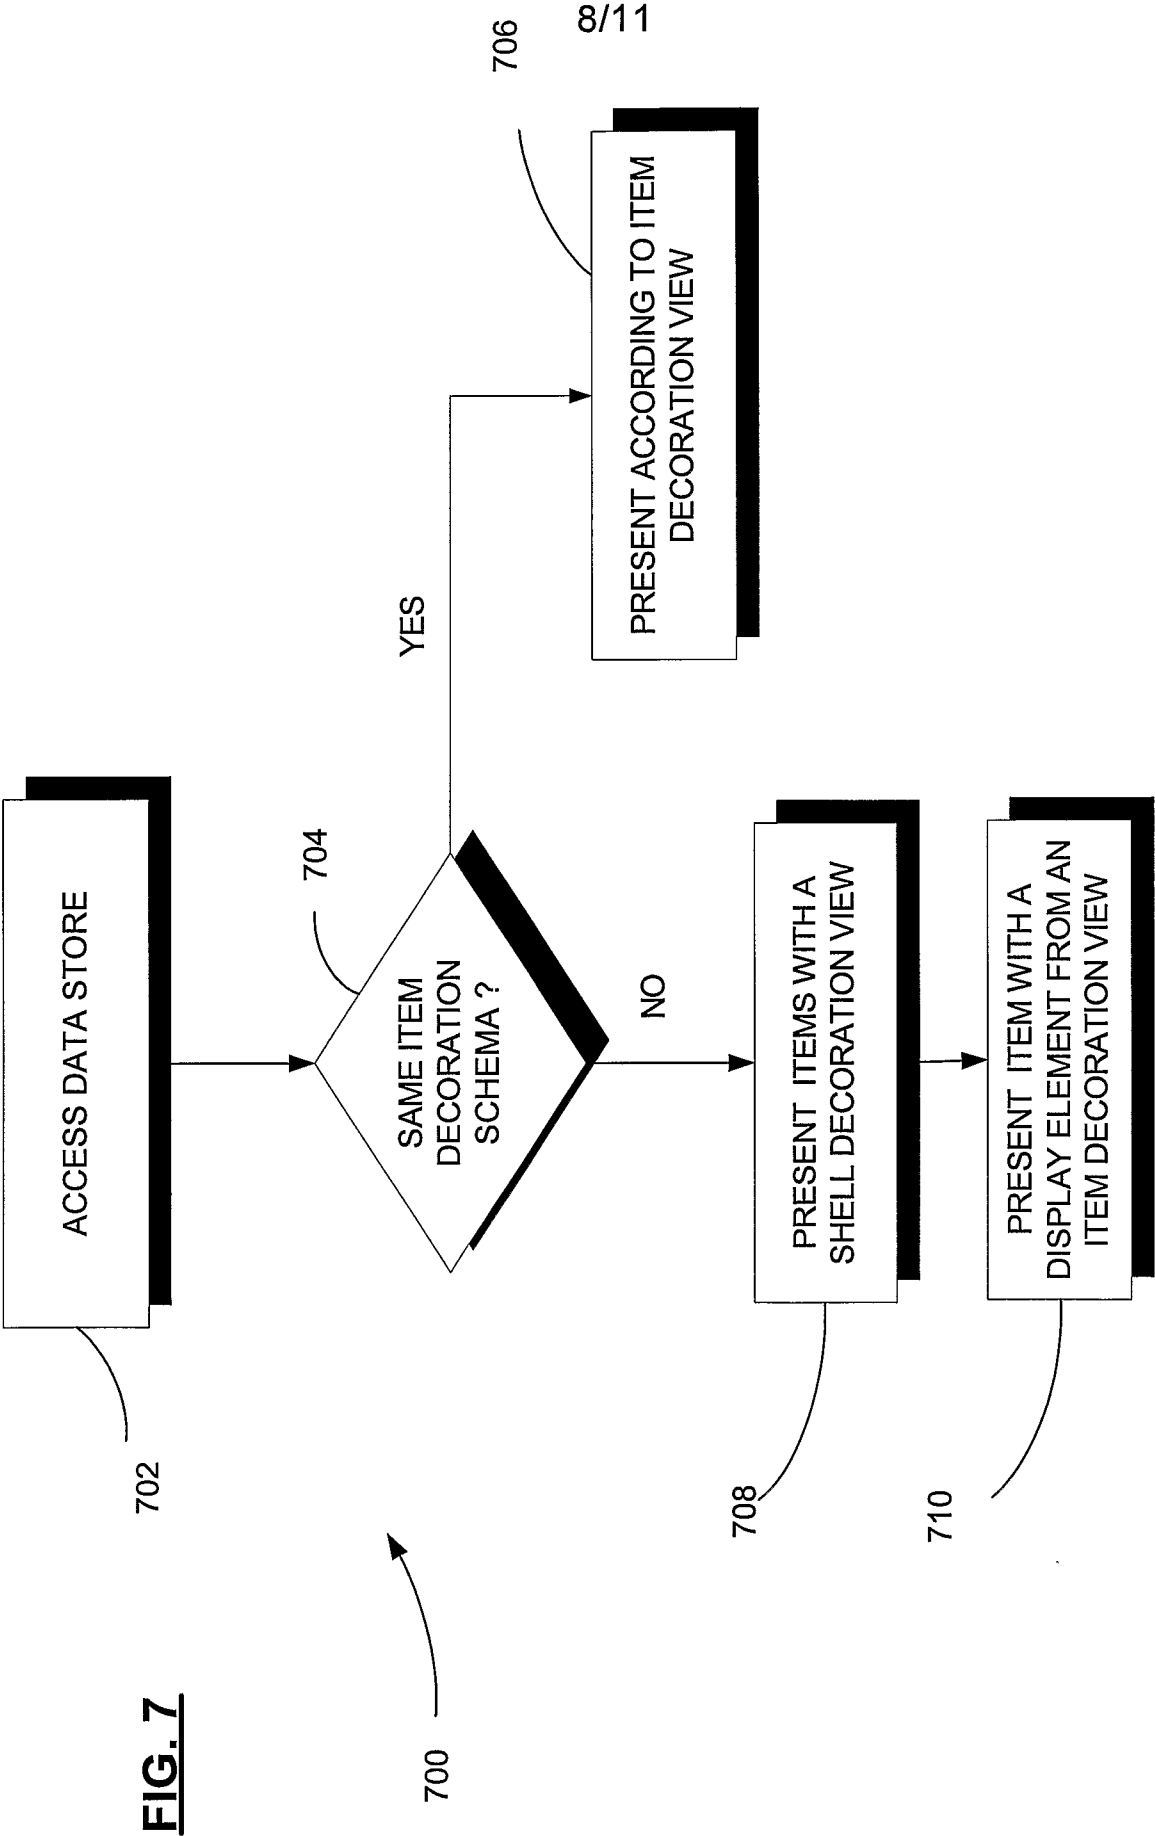 8/11
FIG. 7
700
702
ACCESS DATA STORE
704
SAME ITEM
DECORATION
SCHEMA ?
YES
706
PRESENT ACCORDING TO ITEM
DECORATION VIEW
NO
708
PRESENT ITEMS WITH A
SHELL DECORATION VIEW
710
PRESENT ITEM WITH A
DISPLAY ELEMENT FROM AN
ITEM DECORATION VIEW